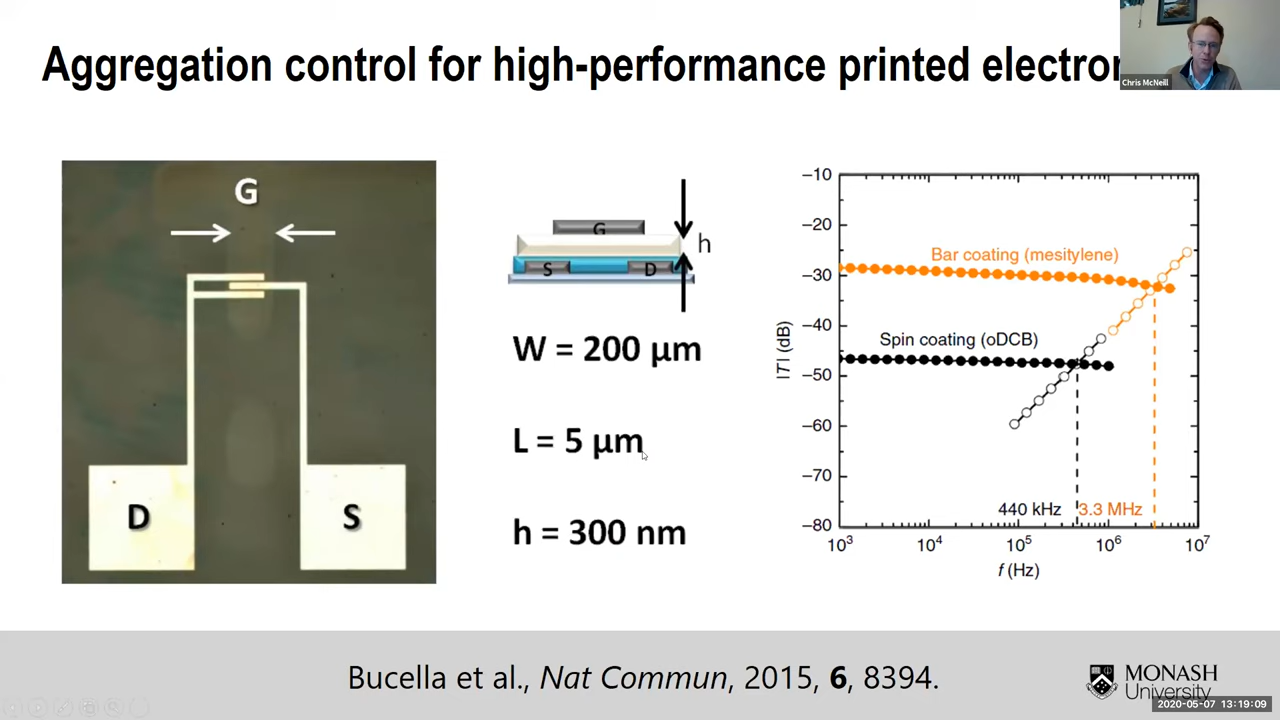 Aggregation control for high-performance printed electron
Chris McNeill
G
D
S
G
S
D
h
W = 200 μm
L = 5 μm
h = 300 nm
−10
−20
−30
−40
−50
−60
−70
−80
|T| (dB)
Bar coating (mesitylene)
Spin coating (oDCB)
440 kHz
3.3 MHz
10³
10⁴
10⁵
10⁶
10⁷
f (Hz)
Bucella et al., Nat Commun, 2015, 6, 8394.
MONASH
University
2020-05-07 13:19:09